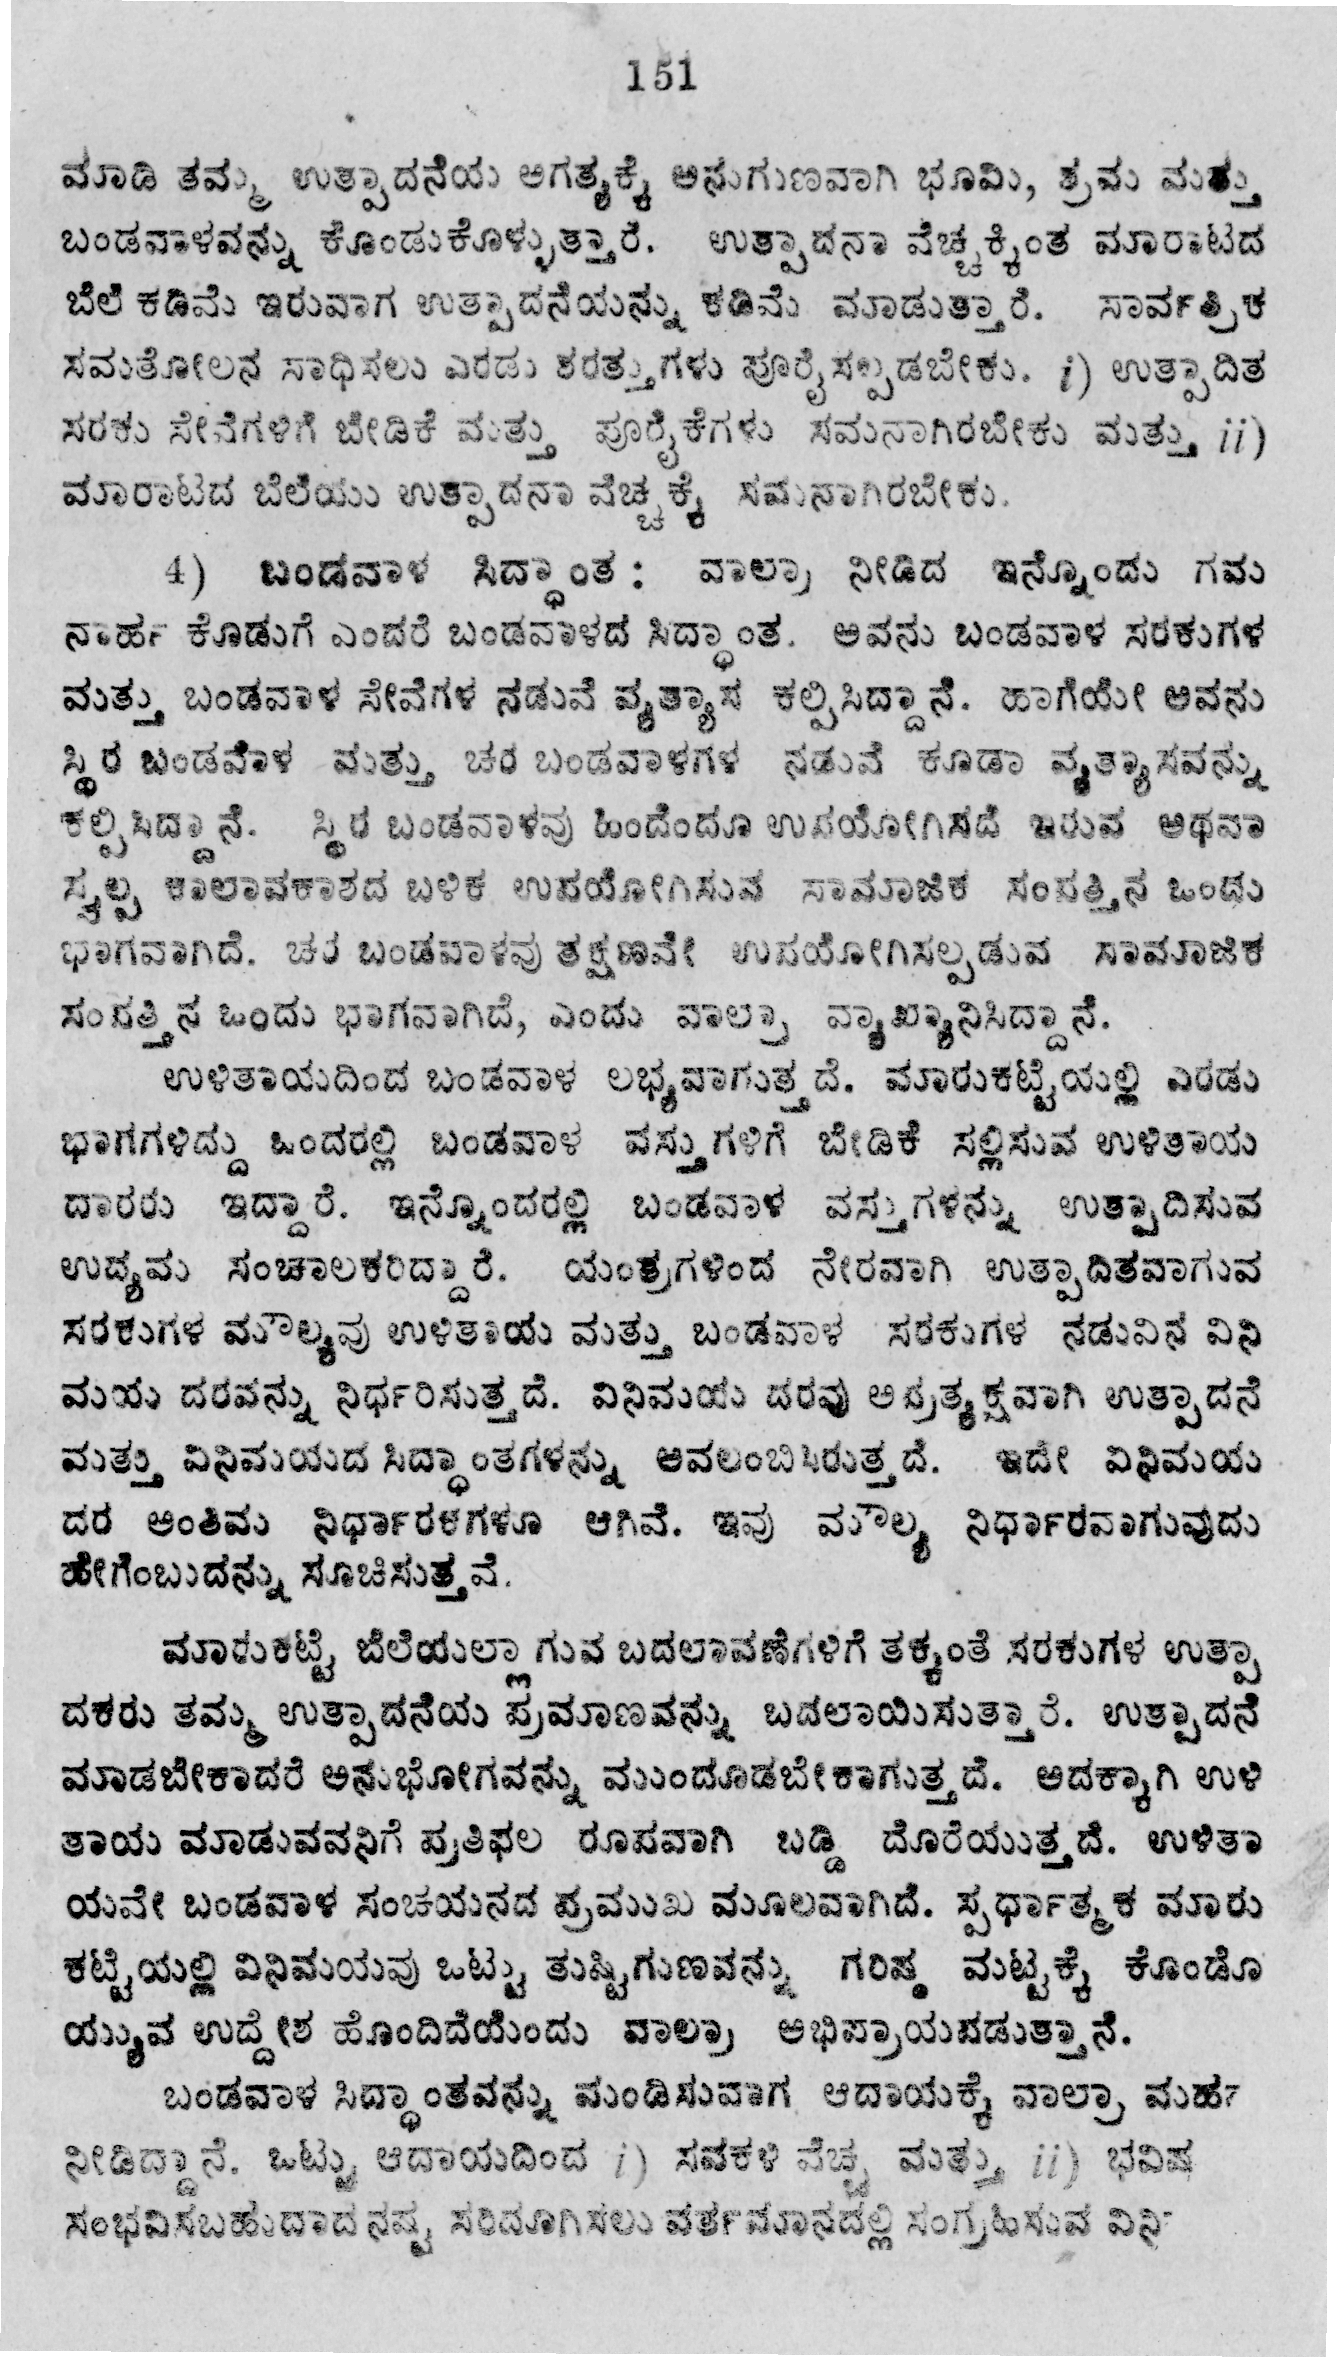 151
ಮಾಡಿ ತಮ್ಮ ಉತ್ಪಾದನೆಯ ಅಗತ್ಯಕ್ಕೆ ಅನುಗುಣವಾಗಿ ಭೂಮಿ, ಶ್ರಮ ಮತ್ತು
ಬಂಡವಾಳವನ್ನು ಕೊಂಡುಕೊಳ್ಳುತ್ತಾರೆ. ಉತ್ಪಾದನಾ ವೆಚ್ಚಕ್ಕಿಂತ ಮಾರಾಟದ
ಬೆಲೆ ಕಡಿಮೆ ಇರುವಾಗ ಉತ್ಪಾದನೆಯನ್ನು ಕಡಿಮೆ ಮಾಡುತ್ತಾರೆ. ಸಾರ್ವತ್ರಿಕ
ಸಮತೋಲನ ಸಾಧಿಸಲು ಎರಡು ಶರತ್ತುಗಳು ಪೂರೈಸಲ್ಪಡಬೇಕು. i) ಉತ್ಪಾದಿತ
ಸರಕು ಸೇವೆಗಳಿಗೆ ಬೇಡಿಕೆ ಮತ್ತು ಪೂರೈಕೆಗಳು ಸಮನಾಗಿರಬೇಕು ಮತ್ತು ii)
ಮಾರಾಟದ ಬೆಲೆಯು ಉತ್ಪಾದನಾ ವೆಚ್ಚಕ್ಕೆ ಸಮನಾಗಿರಬೇಕು.
4) ಬಂಡವಾಳ ಸಿದ್ಧಾಂತ : ವಾಲ್ರಾ ನೀಡಿದ ಇನ್ನೊಂದು ಗಮ
ನಾರ್ಹ ಕೊಡುಗೆ ಎಂದರೆ ಬಂಡವಾಳದ ಸಿದ್ಧಾಂತ. ಅವನು ಬಂಡವಾಳ ಸರಕುಗಳ
ಮತ್ತು ಬಂಡವಾಳ ಸೇವೆಗಳ ನಡುವೆ ವ್ಯತ್ಯಾಸ ಕಲ್ಪಿಸಿದ್ದಾನೆ. ಹಾಗೆಯೇ ಅವನು
ಸ್ಥಿರ ಬಂಡವಾಳ ಮತ್ತು ಚರ ಬಂಡವಾಳಗಳ ನಡುವೆ ಕೂಡಾ ವ್ಯತ್ಯಾಸವನ್ನು
ಕಲ್ಪಿಸಿದ್ದಾನೆ. ಸ್ಥಿರ ಬಂಡವಾಳವು ಹಿಂದೆಂದೂ ಉಪಯೋಗಿಸದೆ ಇರುವ ಅಥವಾ
ಸ್ವಲ್ಪ ಕಾಲಾವಕಾಶದ ಬಳಿಕ ಉಪಯೋಗಿಸುವ ಸಾಮಾಜಿಕ ಸಂಪತ್ತಿನ ಒಂದು
ಭಾಗವಾಗಿದೆ. ಚರ ಬಂಡವಾಳವು ತಕ್ಷಣವೇ ಉಪಯೋಗಿಸಲ್ಪಡುವ ಸಾಮಾಜಿಕ
ಸಂಪತ್ತಿನ ಒಂದು ಭಾಗವಾಗಿದೆ, ಎಂದು ವಾಲ್ರಾ ವ್ಯಾಖ್ಯಾನಿಸಿದ್ದಾನೆ.
ಉಳಿತಾಯದಿಂದ ಬಂಡವಾಳ ಲಭ್ಯವಾಗುತ್ತದೆ. ಮಾರುಕಟ್ಟೆಯಲ್ಲಿ ಎರಡು
ಭಾಗಗಳಿದ್ದು ಒಂದರಲ್ಲಿ ಬಂಡವಾಳ ವಸ್ತುಗಳಿಗೆ ಬೇಡಿಕೆ ಸಲ್ಲಿಸುವ ಉಳಿತಾಯ
ದಾರರು ಇದ್ದಾರೆ. ಇನ್ನೊಂದರಲ್ಲಿ ಬಂಡವಾಳ ವಸ್ತುಗಳನ್ನು ಉತ್ಪಾದಿಸುವ
ಉದ್ಯಮ ಸಂಚಾಲಕರಿದ್ದಾರೆ. ಯಂತ್ರಗಳಿಂದ ನೇರವಾಗಿ ಉತ್ಪಾದಿತವಾಗುವ
ಸರಕುಗಳ ಮೌಲ್ಯವು ಉಳಿತಾಯ ಮತ್ತು ಬಂಡವಾಳ ಸರಕುಗಳ ನಡುವಿನ ವಿನಿ
ಮಯ ದರವನ್ನು ನಿರ್ಧರಿಸುತ್ತದೆ. ವಿನಿಮಯ ದರವು ಅಪ್ರತ್ಯಕ್ಷವಾಗಿ ಉತ್ಪಾದನೆ
ಮತ್ತು ವಿನಿಮಯದ ಸಿದ್ಧಾಂತಗಳನ್ನು ಅವಲಂಬಿಸಿರುತ್ತದೆ. ಇದೇ ವಿನಿಮಯ
ದರ ಅಂತಿಮ ನಿರ್ಧಾರಕಗಳೂ ಆಗಿವೆ. ಇವು ಮೌಲ್ಯ ನಿರ್ಧಾರವಾಗುವುದು
ಹೇಗೆಂಬುದನ್ನು ಸೂಚಿಸುತ್ತವೆ.
ಮಾರುಕಟ್ಟೆ ಬೆಲೆಯಲ್ಲಾಗುವ ಬದಲಾವಣೆಗಳಿಗೆ ತಕ್ಕಂತೆ ಸರಕುಗಳ ಉತ್ಪಾ
ದಕರು ತಮ್ಮ ಉತ್ಪಾದನೆಯ ಪ್ರಮಾಣವನ್ನು ಬದಲಾಯಿಸುತ್ತಾರೆ. ಉತ್ಪಾದನೆ
ಮಾಡಬೇಕಾದರೆ ಅನುಭೋಗವನ್ನು ಮುಂದೂಡಬೇಕಾಗುತ್ತದೆ. ಅದಕ್ಕಾಗಿ ಉಳಿ
ತಾಯ ಮಾಡುವವನಿಗೆ ಪ್ರತಿಫಲ ರೂಪವಾಗಿ ಬಡ್ಡಿ ದೊರೆಯುತ್ತದೆ. ಉಳಿತಾ
ಯವೇ ಬಂಡವಾಳ ಸಂಚಯನದ ಪ್ರಮುಖ ಮೂಲವಾಗಿದೆ. ಸ್ಪರ್ಧಾತ್ಮಕ ಮಾರು
ಕಟ್ಟೆಯಲ್ಲಿ ವಿನಿಮಯವು ಒಟ್ಟು ತುಷ್ಟಿಗುಣವನ್ನು ಗರಿಷ್ಠ ಮಟ್ಟಕ್ಕೆ ಕೊಂಡೊ
ಯ್ಯುವ ಉದ್ದೇಶ ಹೊಂದಿದೆಯೆಂದು ವಾಲ್ರಾ ಅಭಿಪ್ರಾಯಪಡುತ್ತಾನೆ.
ಬಂಡವಾಳ ಸಿದ್ಧಾಂತವನ್ನು ಮಂಡಿಸುವಾಗ ಆದಾಯಕ್ಕೆ ವಾಲ್ರಾ ಮಹ
ನೀಡಿದ್ದಾನೆ. ಒಟ್ಟು ಆದಾಯದಿಂದ i) ಸವಕಳಿ ವೆಚ್ಚ ಮತ್ತು ii) ಭವಿಷ
ಸಂಭವಿಸಬಹುದಾದ ನಷ್ಟ ಸರಿದೂಗಿಸಲು ವರ್ತಮಾನದಲ್ಲಿ ಸಂಗ್ರಹಿಸುವ ವಿನಿ